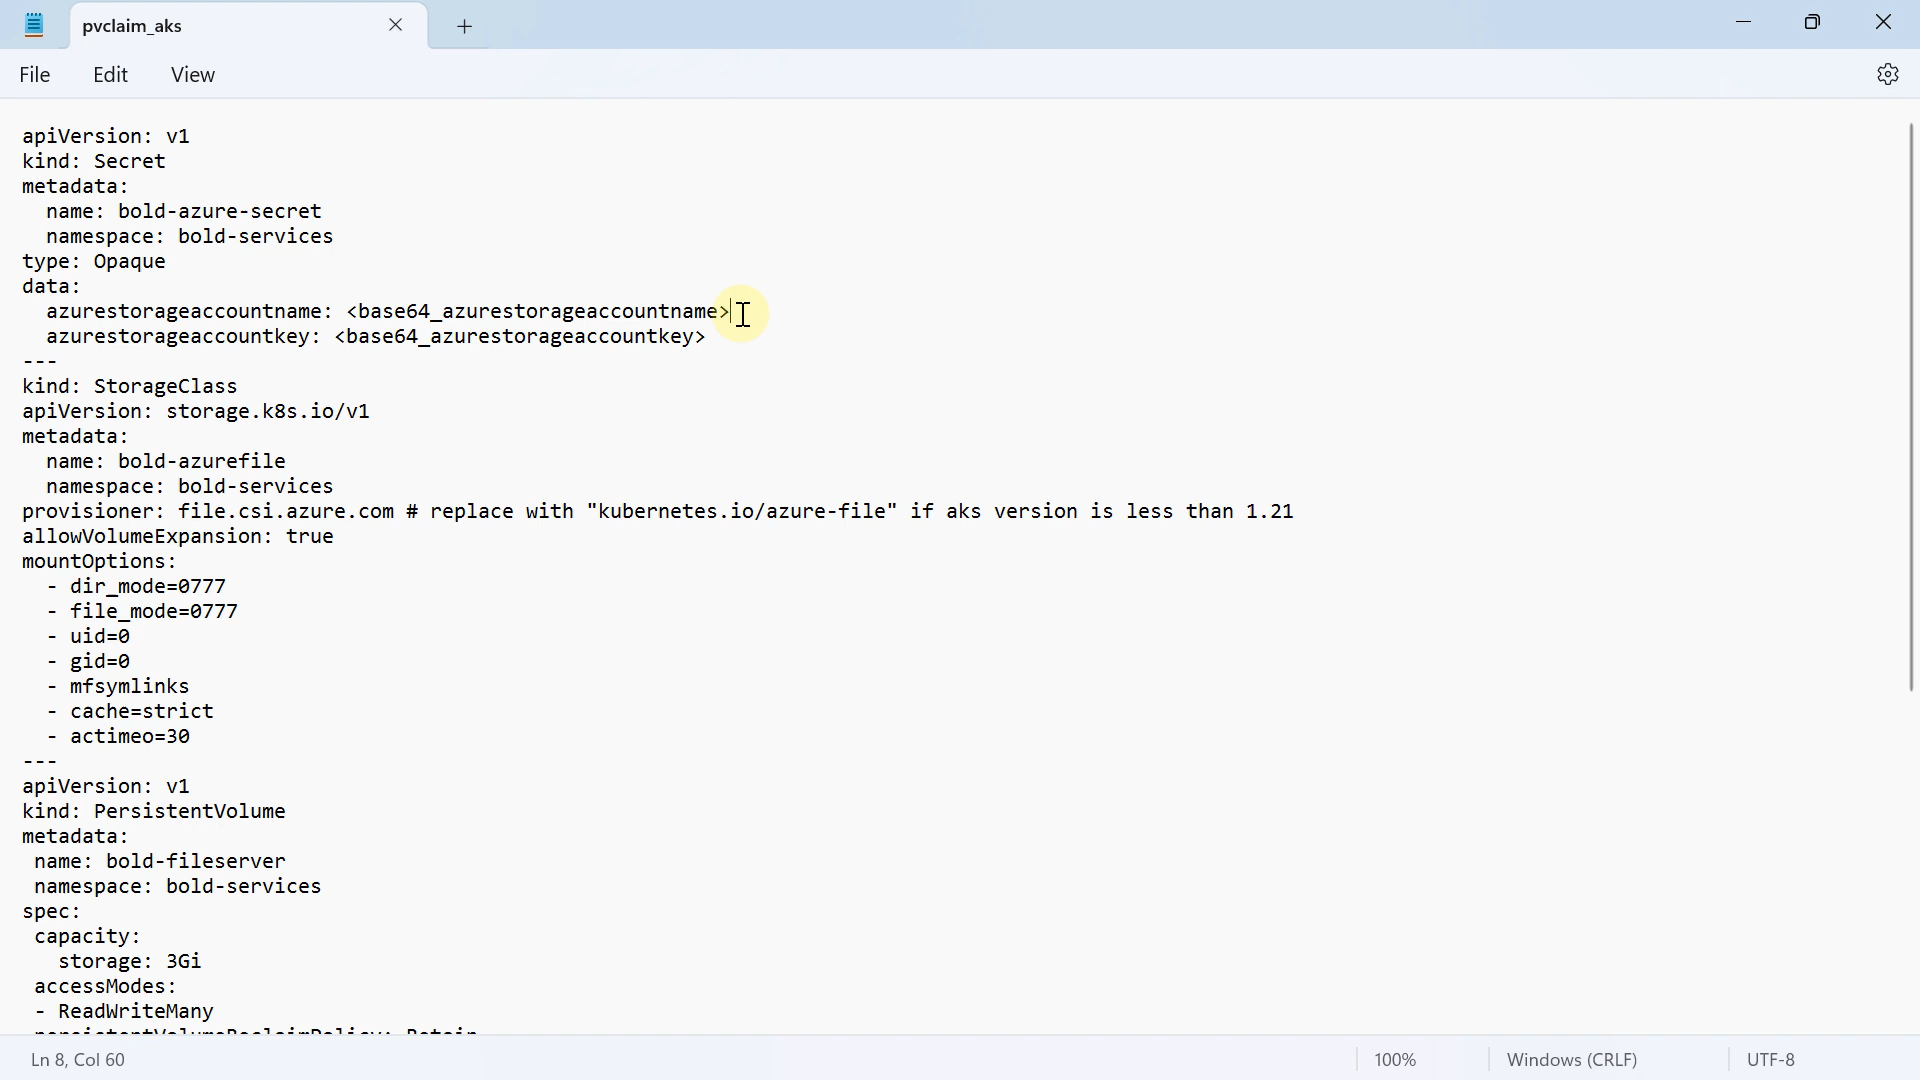 pvclaim_aks
File Edit View
apiVersion: v1
kind: Secret
metadata:
  name: bold-azure-secret
  namespace: bold-services
type: Opaque
data:
  azurestorageaccountname: <base64_azurestorageaccountname>
  azurestorageaccountkey: <base64_azurestorageaccountkey>
---
kind: StorageClass
apiVersion: storage.k8s.io/v1
metadata:
  name: bold-azurefile
  namespace: bold-services
provisioner: file.csi.azure.com # replace with "kubernetes.io/azure-file" if aks version is less than 1.21
allowVolumeExpansion: true
mountOptions:
  - dir_mode=0777
  - file_mode=0777
  - uid=0
  - gid=0
  - mfsymlinks
  - cache=strict
  - actimeo=30
---
apiVersion: v1
kind: PersistentVolume
metadata:
 name: bold-fileserver
 namespace: bold-services
spec:
 capacity:
   storage: 3Gi
 accessModes:
 - ReadWriteMany
 persistentVolumeReclaimPolicy: Retain
Ln 8, Col 60 100% Windows (CRLF) UTF-8